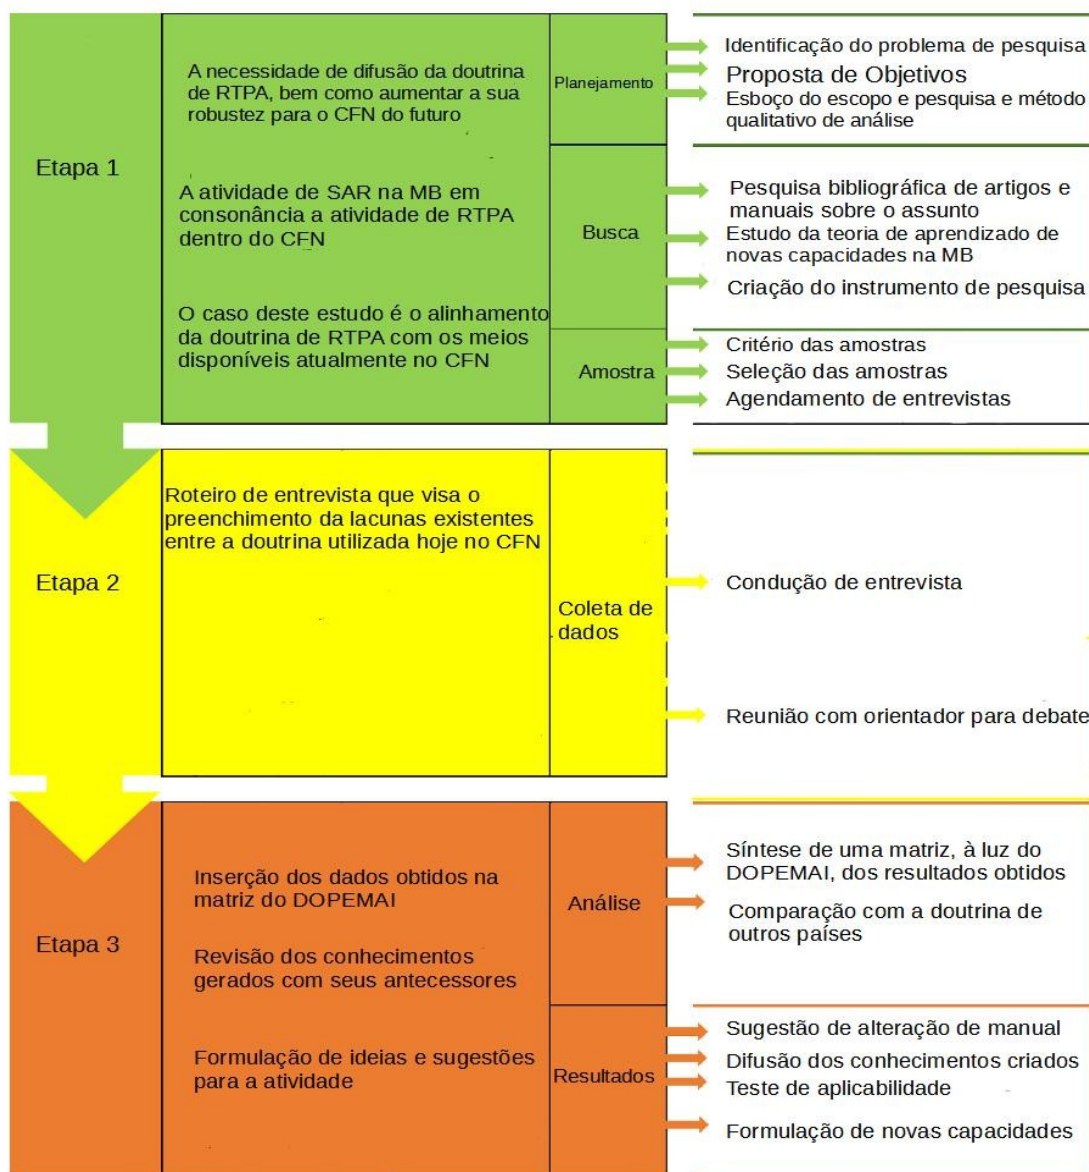 Etapa 1
A necessidade de difusão da doutrina
de RTPA, bem como aumentar a sua
robustez para o CFN do futuro
A atividade de SAR na MB em
consonância a atividade de RTPA
dentro do CFN
O caso deste estudo é o alinhamento
da doutrina de RTPA com os meios
disponíveis atualmente no CFN
Planejamento
Identificação do problema de pesquisa
Proposta de Objetivos
Esboço do escopo e pesquisa e método
qualitativo de análise
Busca
Pesquisa bibliográfica de artigos e
manuais sobre o assunto
Estudo da teoria de aprendizado de
novas capacidades na MB
Criação do instrumento de pesquisa
Amostra
Critério das amostras
Seleção das amostras
Agendamento de entrevistas
Etapa 2
Roteiro de entrevista que visa o
preenchimento da lacunas existentes
entre a doutrina utilizada hoje no CFN
Coleta de
dados
Condução de entrevista
Reunião com orientador para debate
Etapa 3
Inserção dos dados obtidos na
matriz do DOPEMAI
Revisão dos conhecimentos
gerados com seus antecessores
Formulação de ideias e sugestões
para a atividade
Análise
Síntese de uma matriz, à luz do
DOPEMAI, dos resultados obtidos
Comparação com a doutrina de
outros países
Resultados
Sugestão de alteração de manual
Difusão dos conhecimentos criados
Teste de aplicabilidade
Formulação de novas capacidades